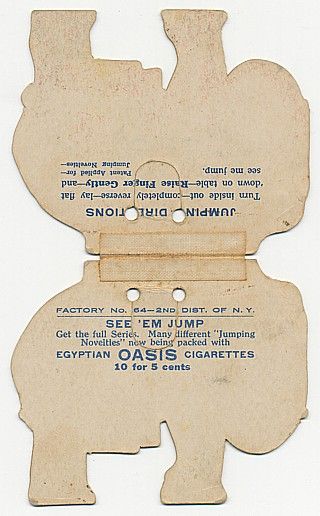 JUMPING DIRECTIONS
Turn inside out—completely reverse—lay flat
down on table—Raise Finger Gently—and
see me jump.
—Patent Applied for—
Jumping Novelties—
FACTORY No. 64—2ND DIST. OF N. Y.
SEE 'EM JUMP
Get the full Series. Many different "Jumping
Novelties" now being packed with
EGYPTIAN OASIS CIGARETTES
10 for 5 cents